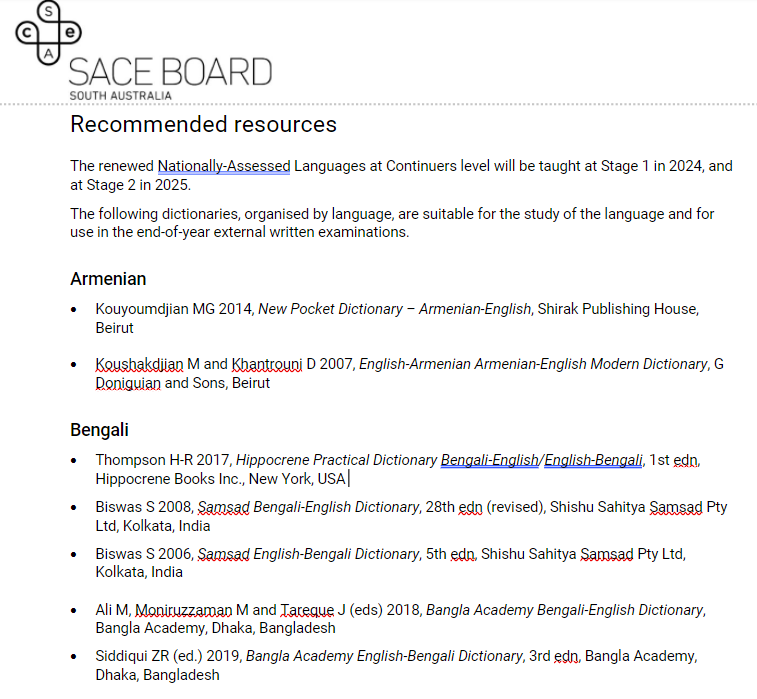 S
C e
A
SACE BOARD
SOUTH AUSTRALIA
Recommended resources
The renewed Nationally-Assessed Languages at Continuers level will be taught at Stage 1 in 2024, and
at Stage 2 in 2025.
The following dictionaries, organised by language, are suitable for the study of the language and for
use in the end-of-year external written examinations.
Armenian
• Kouyoumdjian MG 2014, New Pocket Dictionary – Armenian-English, Shirak Publishing House,
Beirut
• Koushakdjian M and Khantrouni D 2007, English-Armenian Armenian-English Modern Dictionary, G
Doniguian and Sons, Beirut
Bengali
• Thompson H-R 2017, Hippocrene Practical Dictionary Bengali-English/English-Bengali, 1st edn,
Hippocrene Books Inc., New York, USA
• Biswas S 2008, Samsad Bengali-English Dictionary, 28th edn (revised), Shishu Sahitya Samsad Pty
Ltd, Kolkata, India
• Biswas S 2006, Samsad English-Bengali Dictionary, 5th edn, Shishu Sahitya Samsad Pty Ltd,
Kolkata, India
• Ali M, Moniruzzaman M and Tareque J (eds) 2018, Bangla Academy Bengali-English Dictionary,
Bangla Academy, Dhaka, Bangladesh
• Siddiqui ZR (ed.) 2019, Bangla Academy English-Bengali Dictionary, 3rd edn, Bangla Academy,
Dhaka, Bangladesh